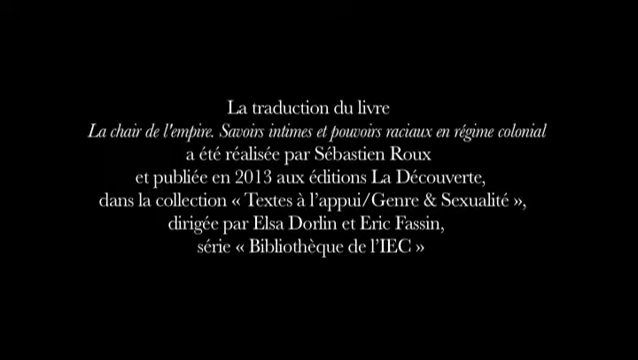 La traduction du livre
La chair de l'empire. Savoirs intimes et pouvoirs raciaux en régime colonial
a été réalisée par Sébastien Roux
et publiée en 2013 aux éditions La Découverte,
dans la collection « Textes à l’appui/Genre & Sexualité »,
dirigée par Elsa Dorlin et Eric Fassin,
série « Bibliothèque de l’IEC »